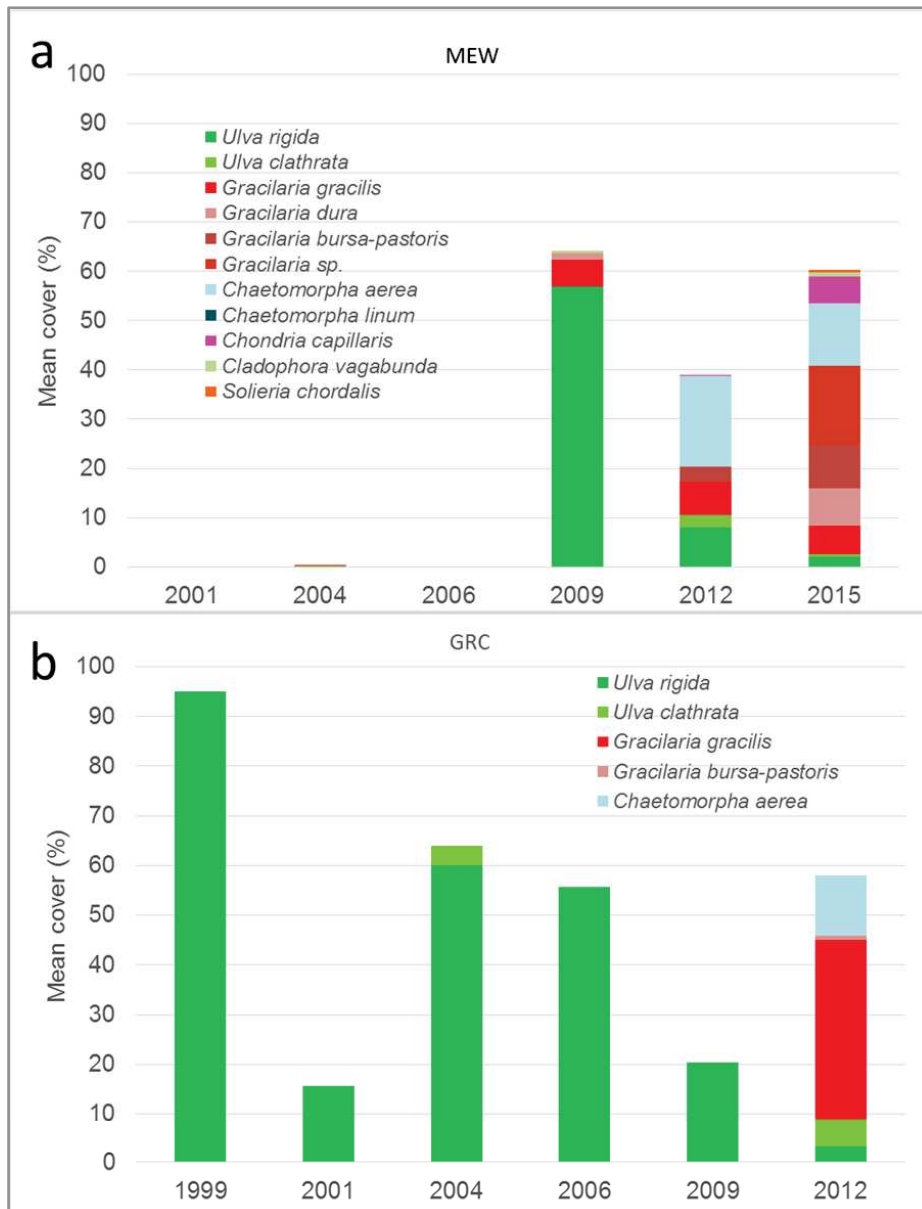 a
MEW
100
90
80
70
60
50
40
30
20
10
0
Mean cover (%)
Ulva rigida
Ulva clathrata
Gracilaria gracilis
Gracilaria dura
Gracilaria bursa-pastoris
Gracilaria sp.
Chaetomorpha aerea
Chaetomorpha linum
Chondria capillaris
Cladophora vagabunda
Solieria chordalis
2001 2004 2006 2009 2012 2015
b
GRC
100
90
80
70
60
50
40
30
20
10
0
Mean cover (%)
Ulva rigida
Ulva clathrata
Gracilaria gracilis
Gracilaria bursa-pastoris
Chaetomorpha aerea
1999 2001 2004 2006 2009 2012